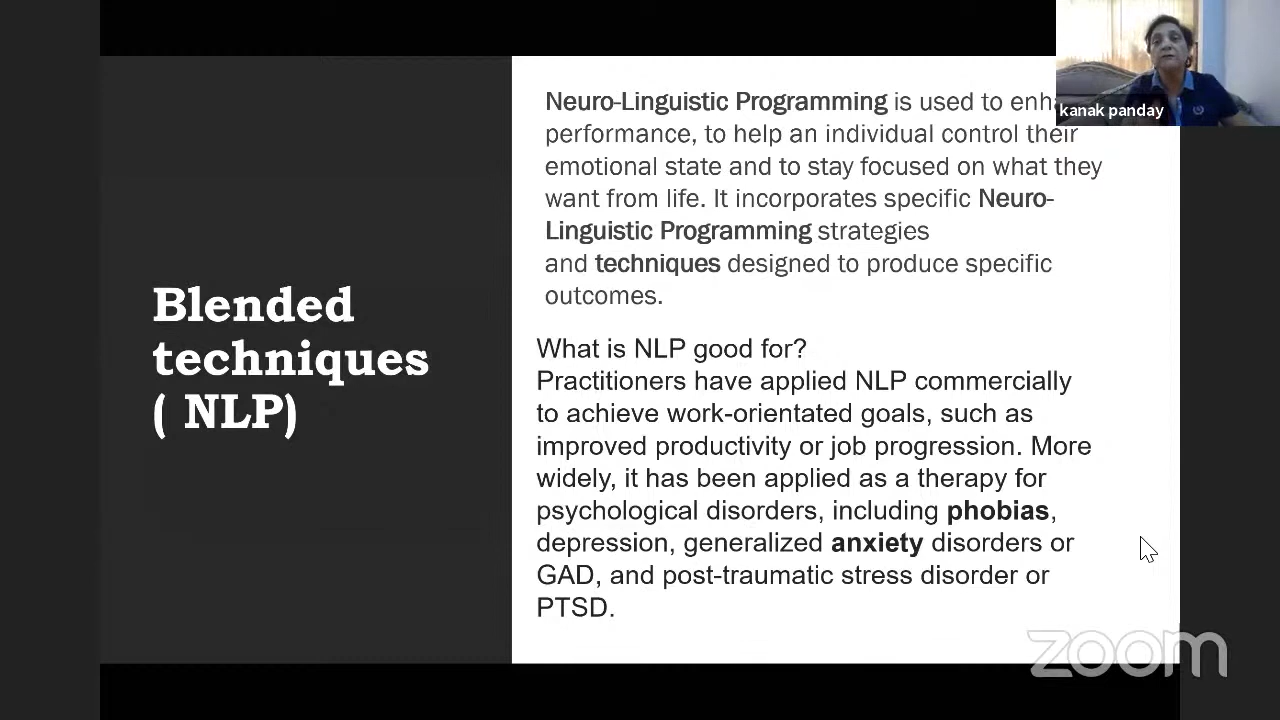 Blended
techniques
( NLP)
Neuro-Linguistic Programming is used to
performance, to help an individual control their
emotional state and to stay focused on what they
want from life. It incorporates specific Neuro-
Linguistic Programming strategies
and techniques designed to produce specific
outcomes.
What is NLP good for?
Practitioners have applied NLP commercially
to achieve work-orientated goals, such as
improved productivity or job progression. More
widely, it has been applied as a therapy for
psychological disorders, including phobias,
depression, generalized anxiety disorders or
GAD, and post-traumatic stress disorder or
PTSD.
kanak panday
zoom